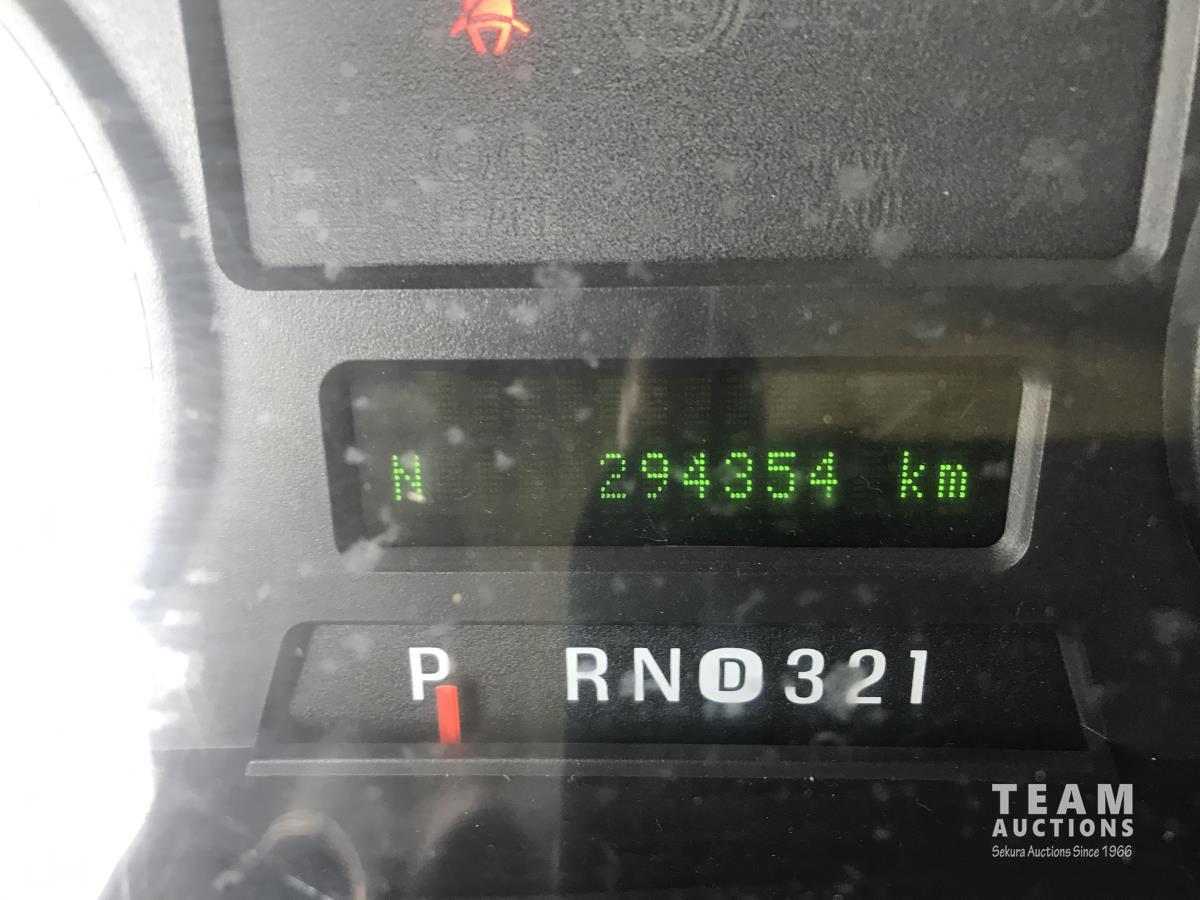 N 294354 km
P RND321
TEAM
AUCTIONS
Sekura Auctions Since 1966